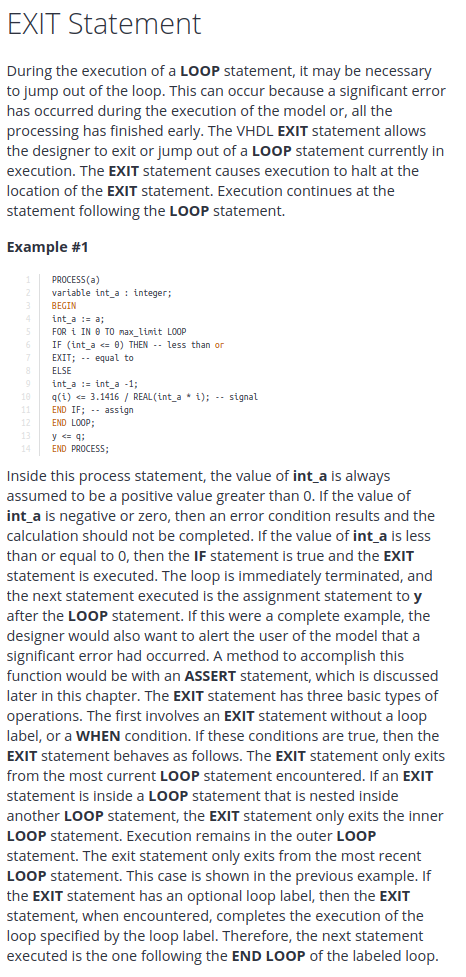 EXIT Statement
During the execution of a LOOP statement, it may be necessary
to jump out of the loop. This can occur because a significant error
has occurred during the execution of the model or, all the
processing has finished early. The VHDL EXIT statement allows
the designer to exit or jump out of a LOOP statement currently in
execution. The EXIT statement causes execution to halt at the
location of the EXIT statement. Execution continues at the
statement following the LOOP statement.
Example #1
1 PROCESS(a)
2 variable int_a : integer;
3 BEGIN
4 int_a := a;
5 FOR i IN 0 TO max_limit LOOP
6 IF (int_a <= 0) THEN -- less than or
7 EXIT; -- equal to
8 ELSE
9 int_a := int_a -1;
10 q(i) <= 3.1416 / REAL(int_a * i); -- signal
11 END IF; -- assign
12 END LOOP;
13 y <= q;
14 END PROCESS;
Inside this process statement, the value of int_a is always
assumed to be a positive value greater than 0. If the value of
int_a is negative or zero, then an error condition results and the
calculation should not be completed. If the value of int_a is less
than or equal to 0, then the IF statement is true and the EXIT
statement is executed. The loop is immediately terminated, and
the next statement executed is the assignment statement to y
after the LOOP statement. If this were a complete example, the
designer would also want to alert the user of the model that a
significant error had occurred. A method to accomplish this
function would be with an ASSERT statement, which is discussed
later in this chapter. The EXIT statement has three basic types of
operations. The first involves an EXIT statement without a loop
label, or a WHEN condition. If these conditions are true, then the
EXIT statement behaves as follows. The EXIT statement only exits
from the most current LOOP statement encountered. If an EXIT
statement is inside a LOOP statement that is nested inside
another LOOP statement, the EXIT statement only exits the inner
LOOP statement. Execution remains in the outer LOOP
statement. The exit statement only exits from the most recent
LOOP statement. This case is shown in the previous example. If
the EXIT statement has an optional loop label, then the EXIT
statement, when encountered, completes the execution of the
loop specified by the loop label. Therefore, the next statement
executed is the one following the END LOOP of the labeled loop.